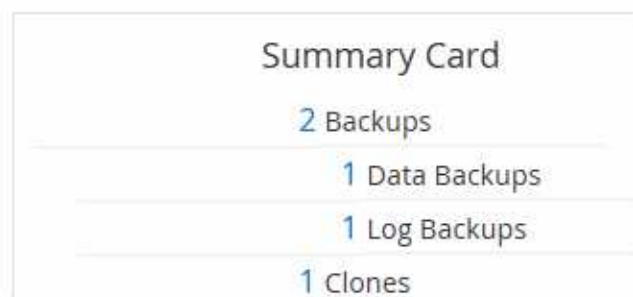 Summary Card
2 Backups
1 Data Backups
1 Log Backups
1 Clones